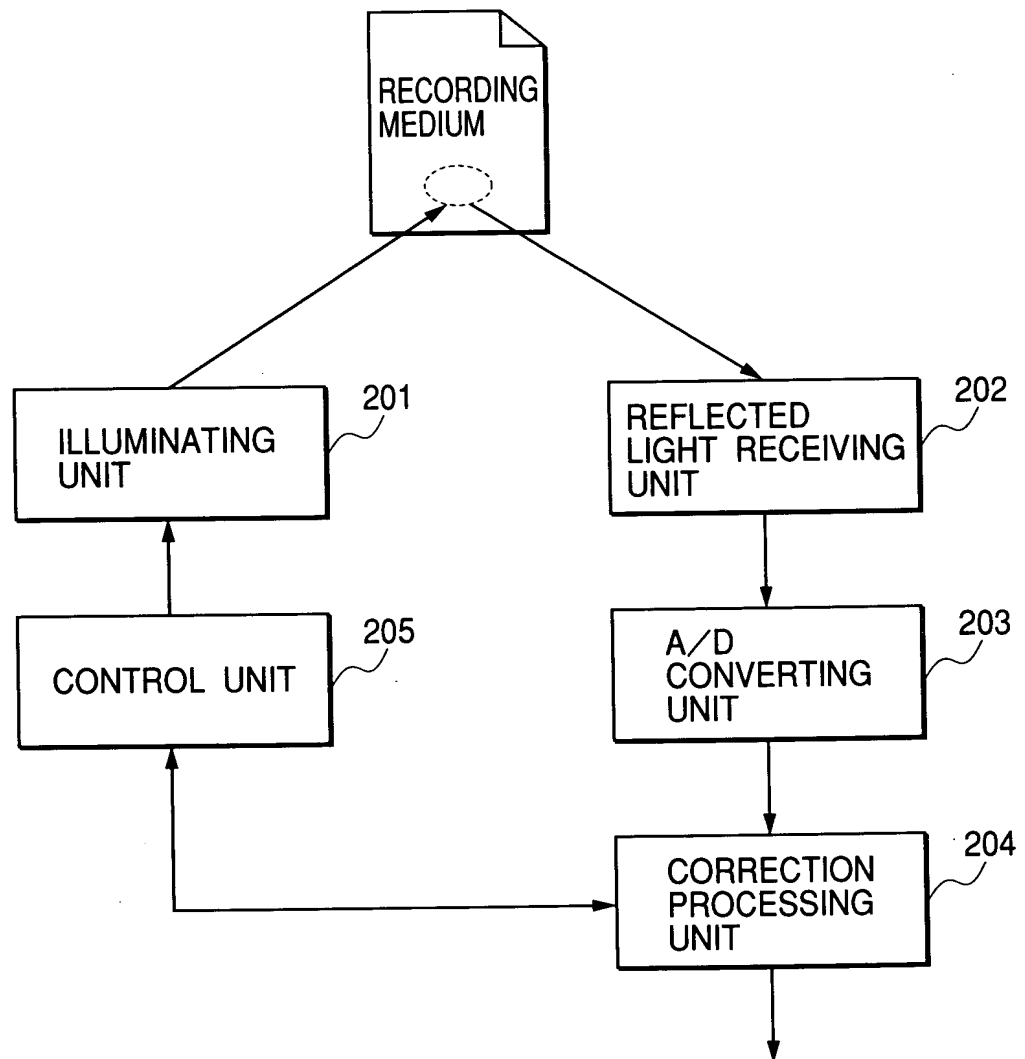 RECORDING
MEDIUM
201
ILLUMINATING
UNIT
202
REFLECTED
LIGHT RECEIVING
UNIT
205
CONTROL UNIT
203
A/D
CONVERTING
UNIT
204
CORRECTION
PROCESSING
UNIT